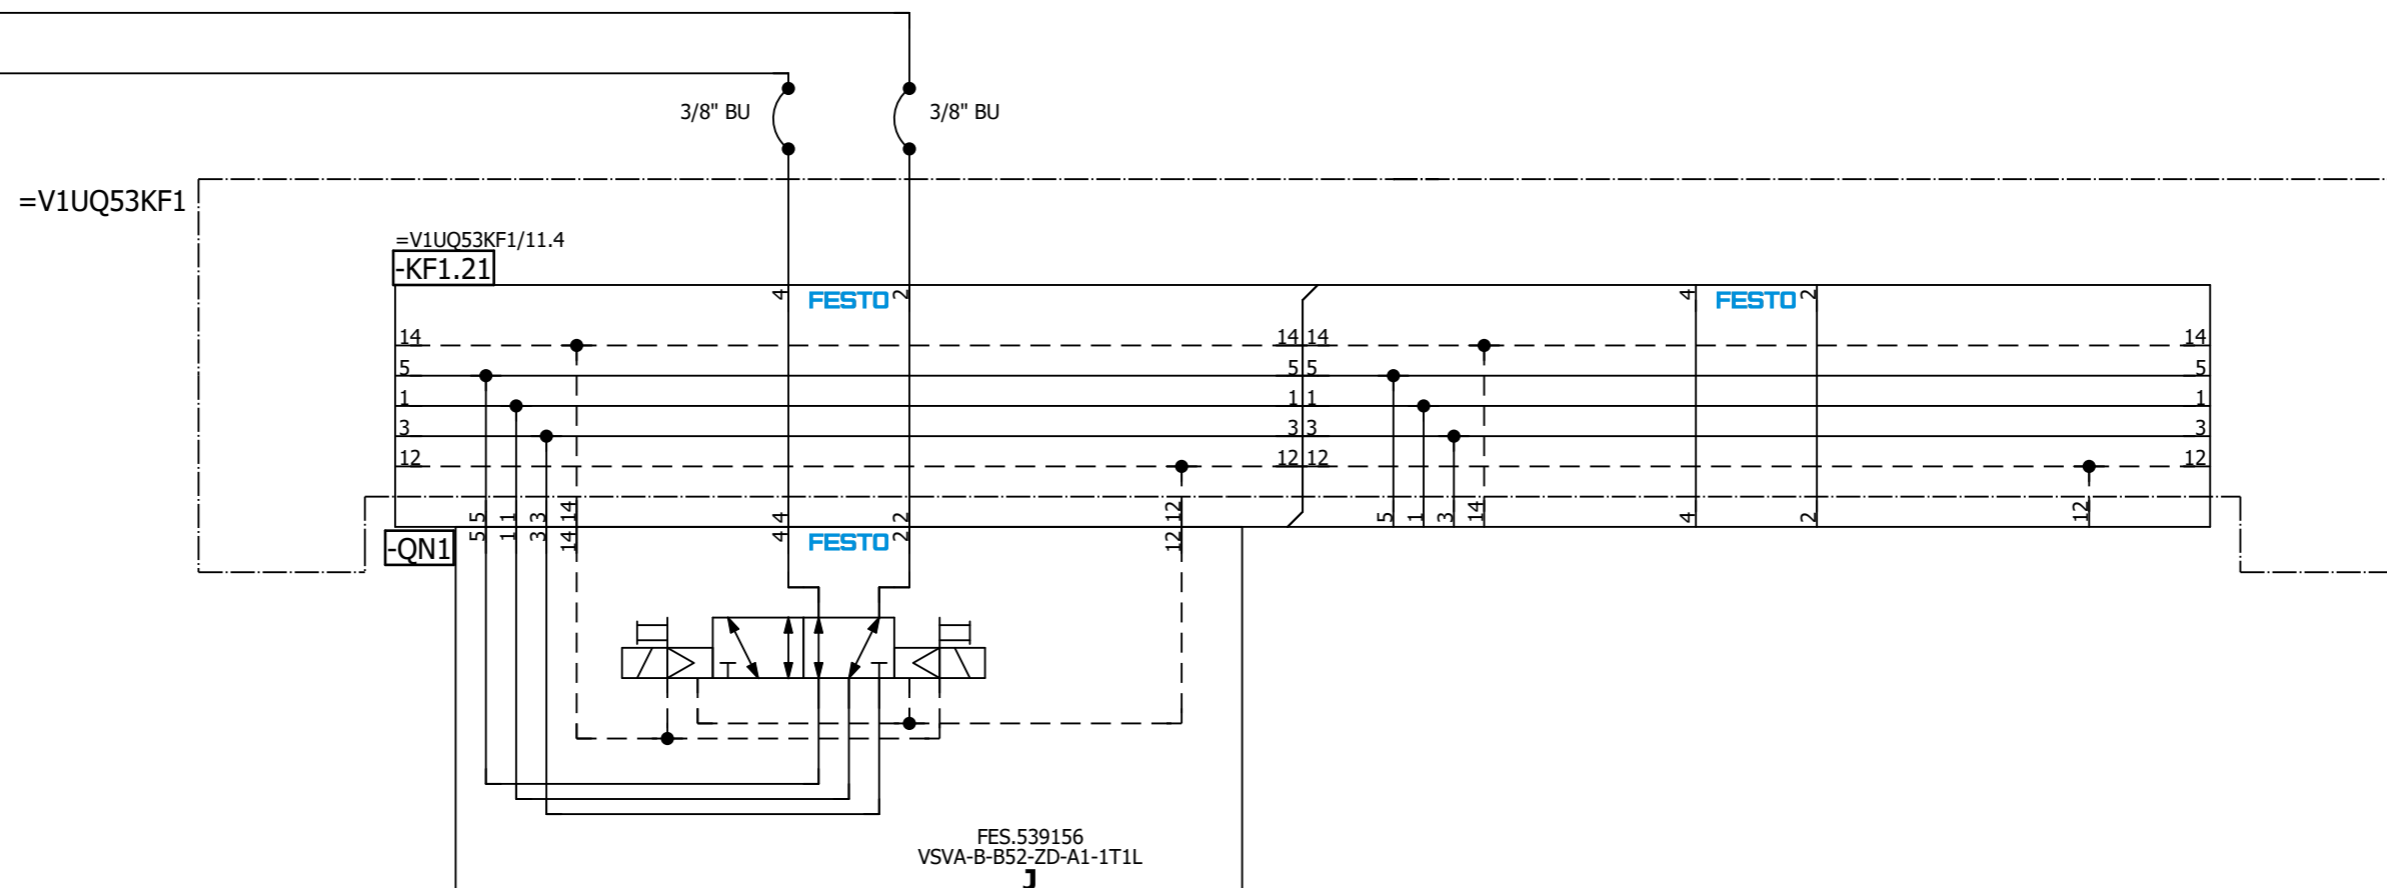 3/8" BU 3/8" BU
=V1UQ53KF1
=V1UQ53KF1/11.4
-KF1.21
4 FESTO 2 4 FESTO 2
14 14 14 14
5 5 5 5
1 1 1 1
3 3 3 3
12 12 12 12
5 1 3 14 4 2 12 5 1 3 14 4 2 12
-QN1
5 1 3 14 4 FESTO 2 12
FES.539156
VSVA-B-B52-ZD-A1-1T1L
J